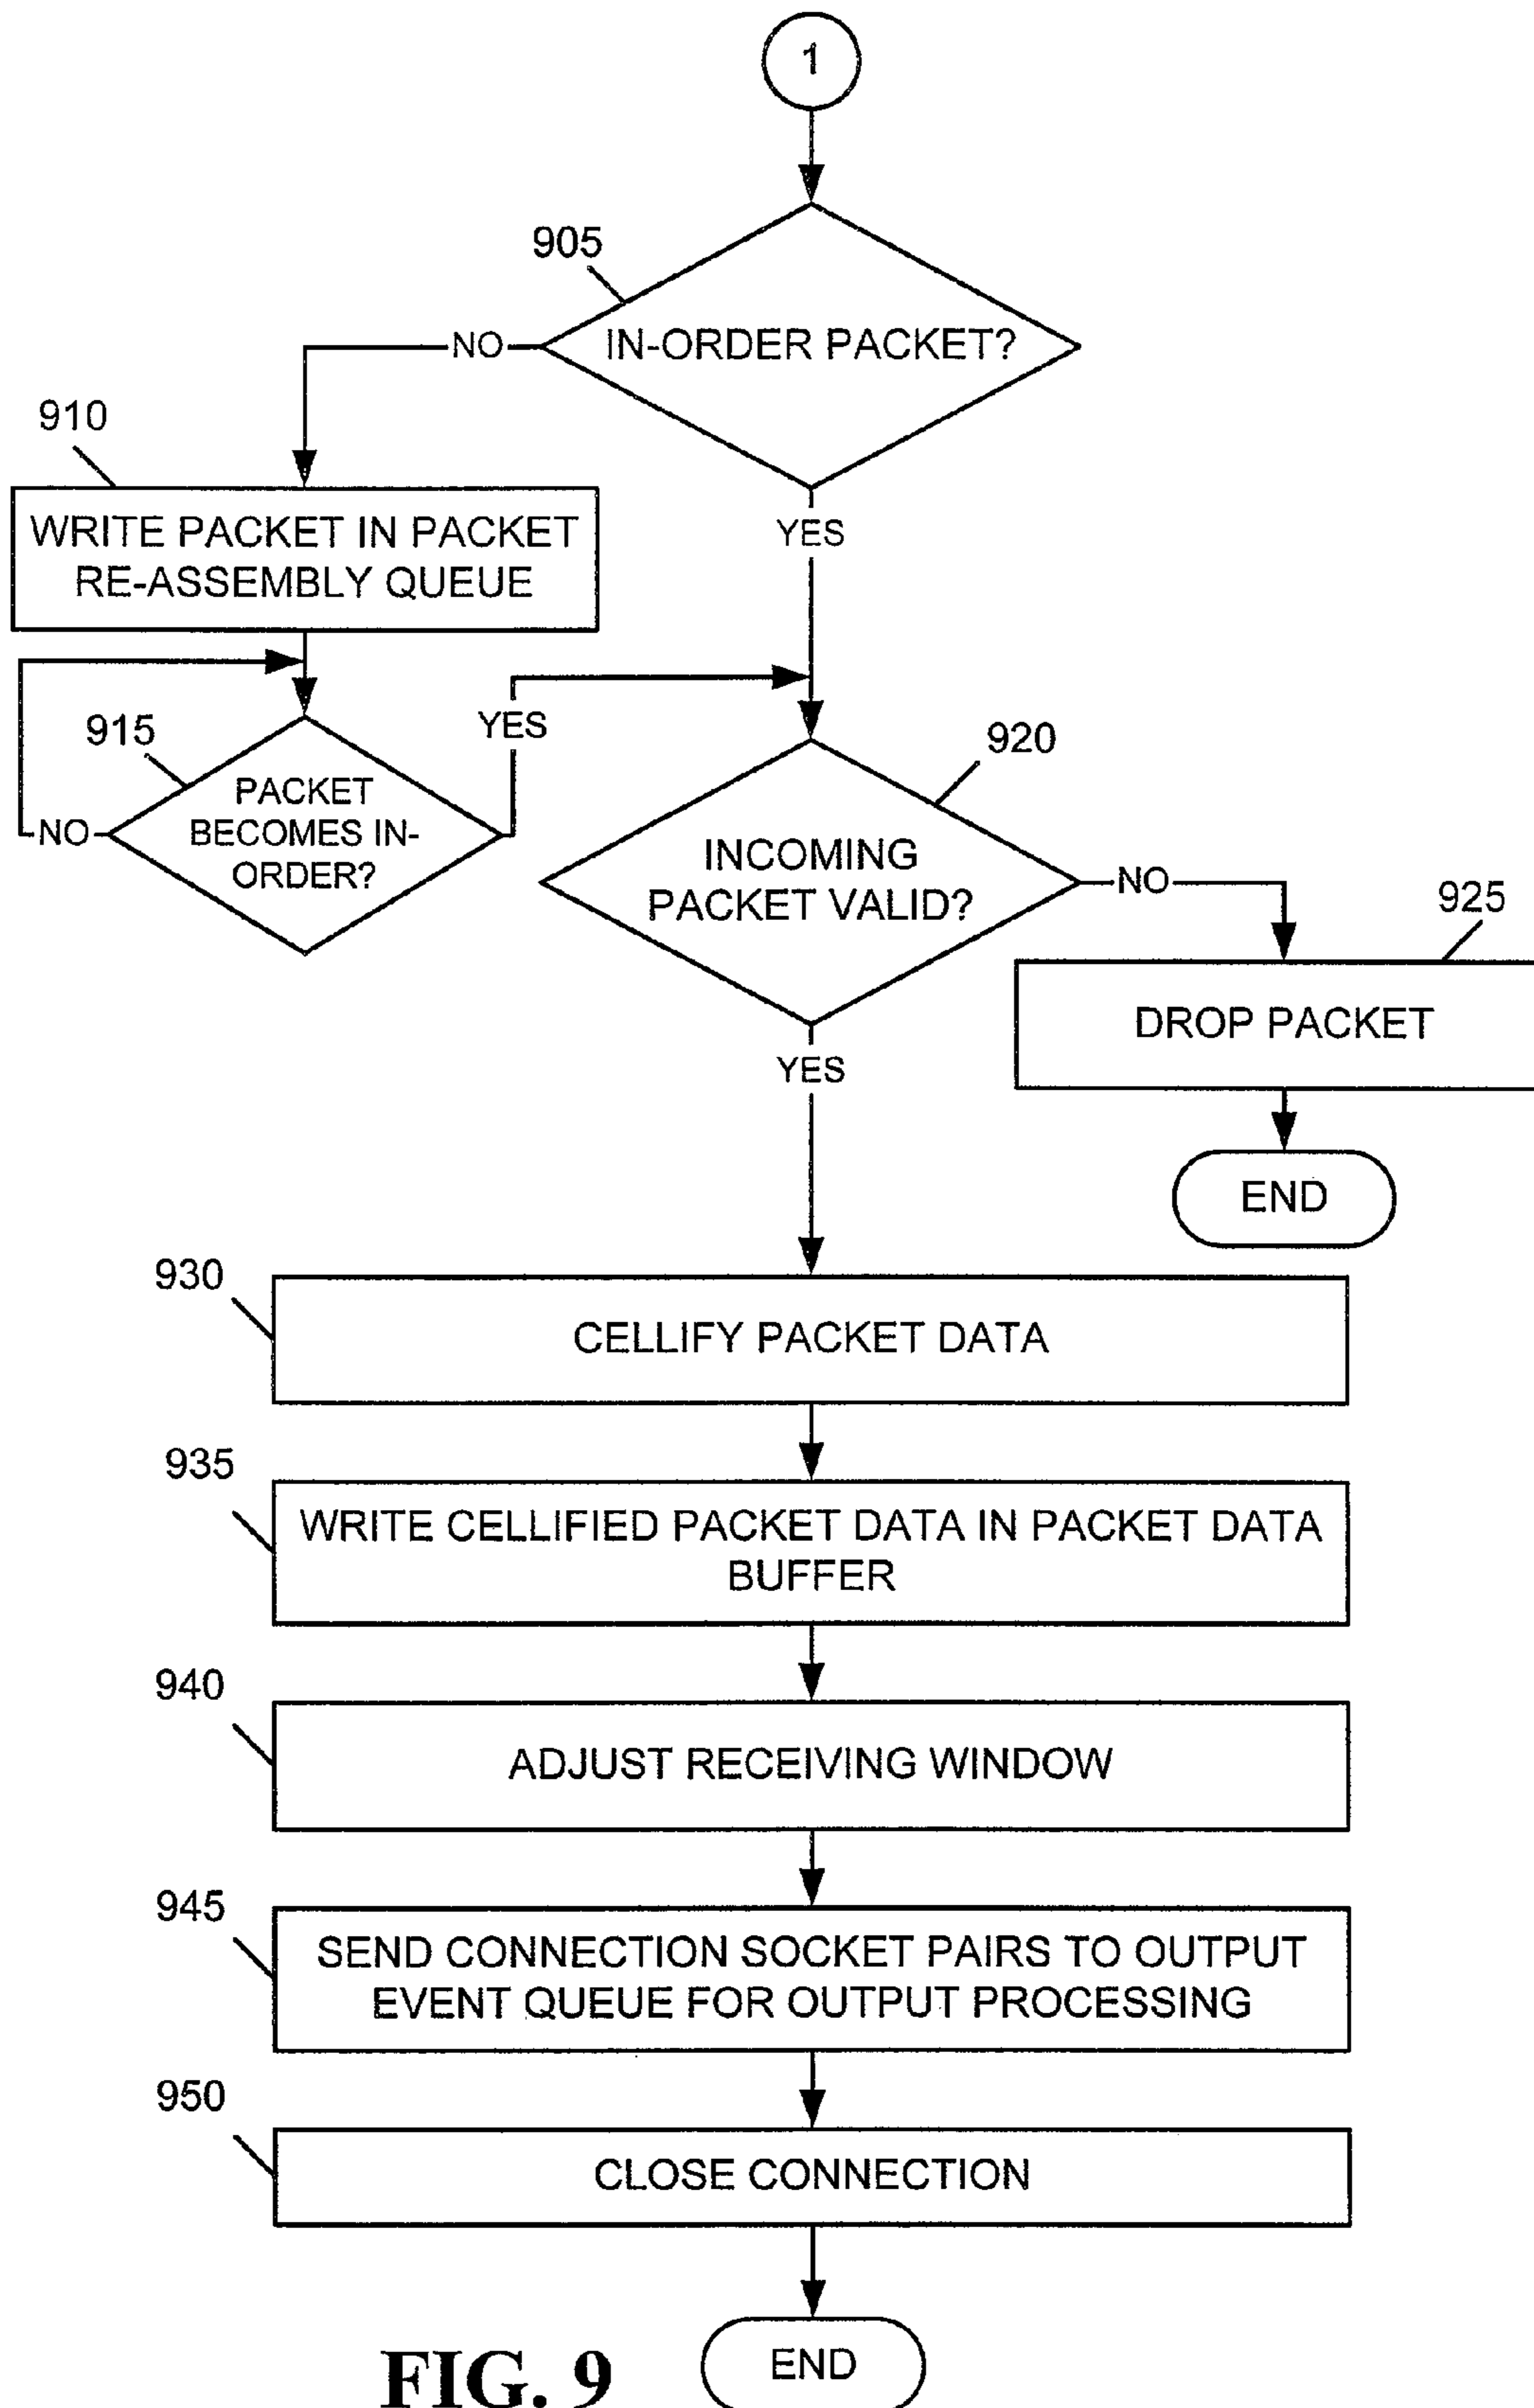 1
905
IN-ORDER PACKET?
NO
910
WRITE PACKET IN PACKET
RE-ASSEMBLY QUEUE
YES
915
PACKET
BECOMES IN-
ORDER?
NO
YES
920
INCOMING
PACKET VALID?
NO
925
DROP PACKET
YES
END
930
CELLIFY PACKET DATA
935
WRITE CELLIFIED PACKET DATA IN PACKET DATA
BUFFER
940
ADJUST RECEIVING WINDOW
945
SEND CONNECTION SOCKET PAIRS TO OUTPUT
EVENT QUEUE FOR OUTPUT PROCESSING
950
CLOSE CONNECTION
END
FIG. 9